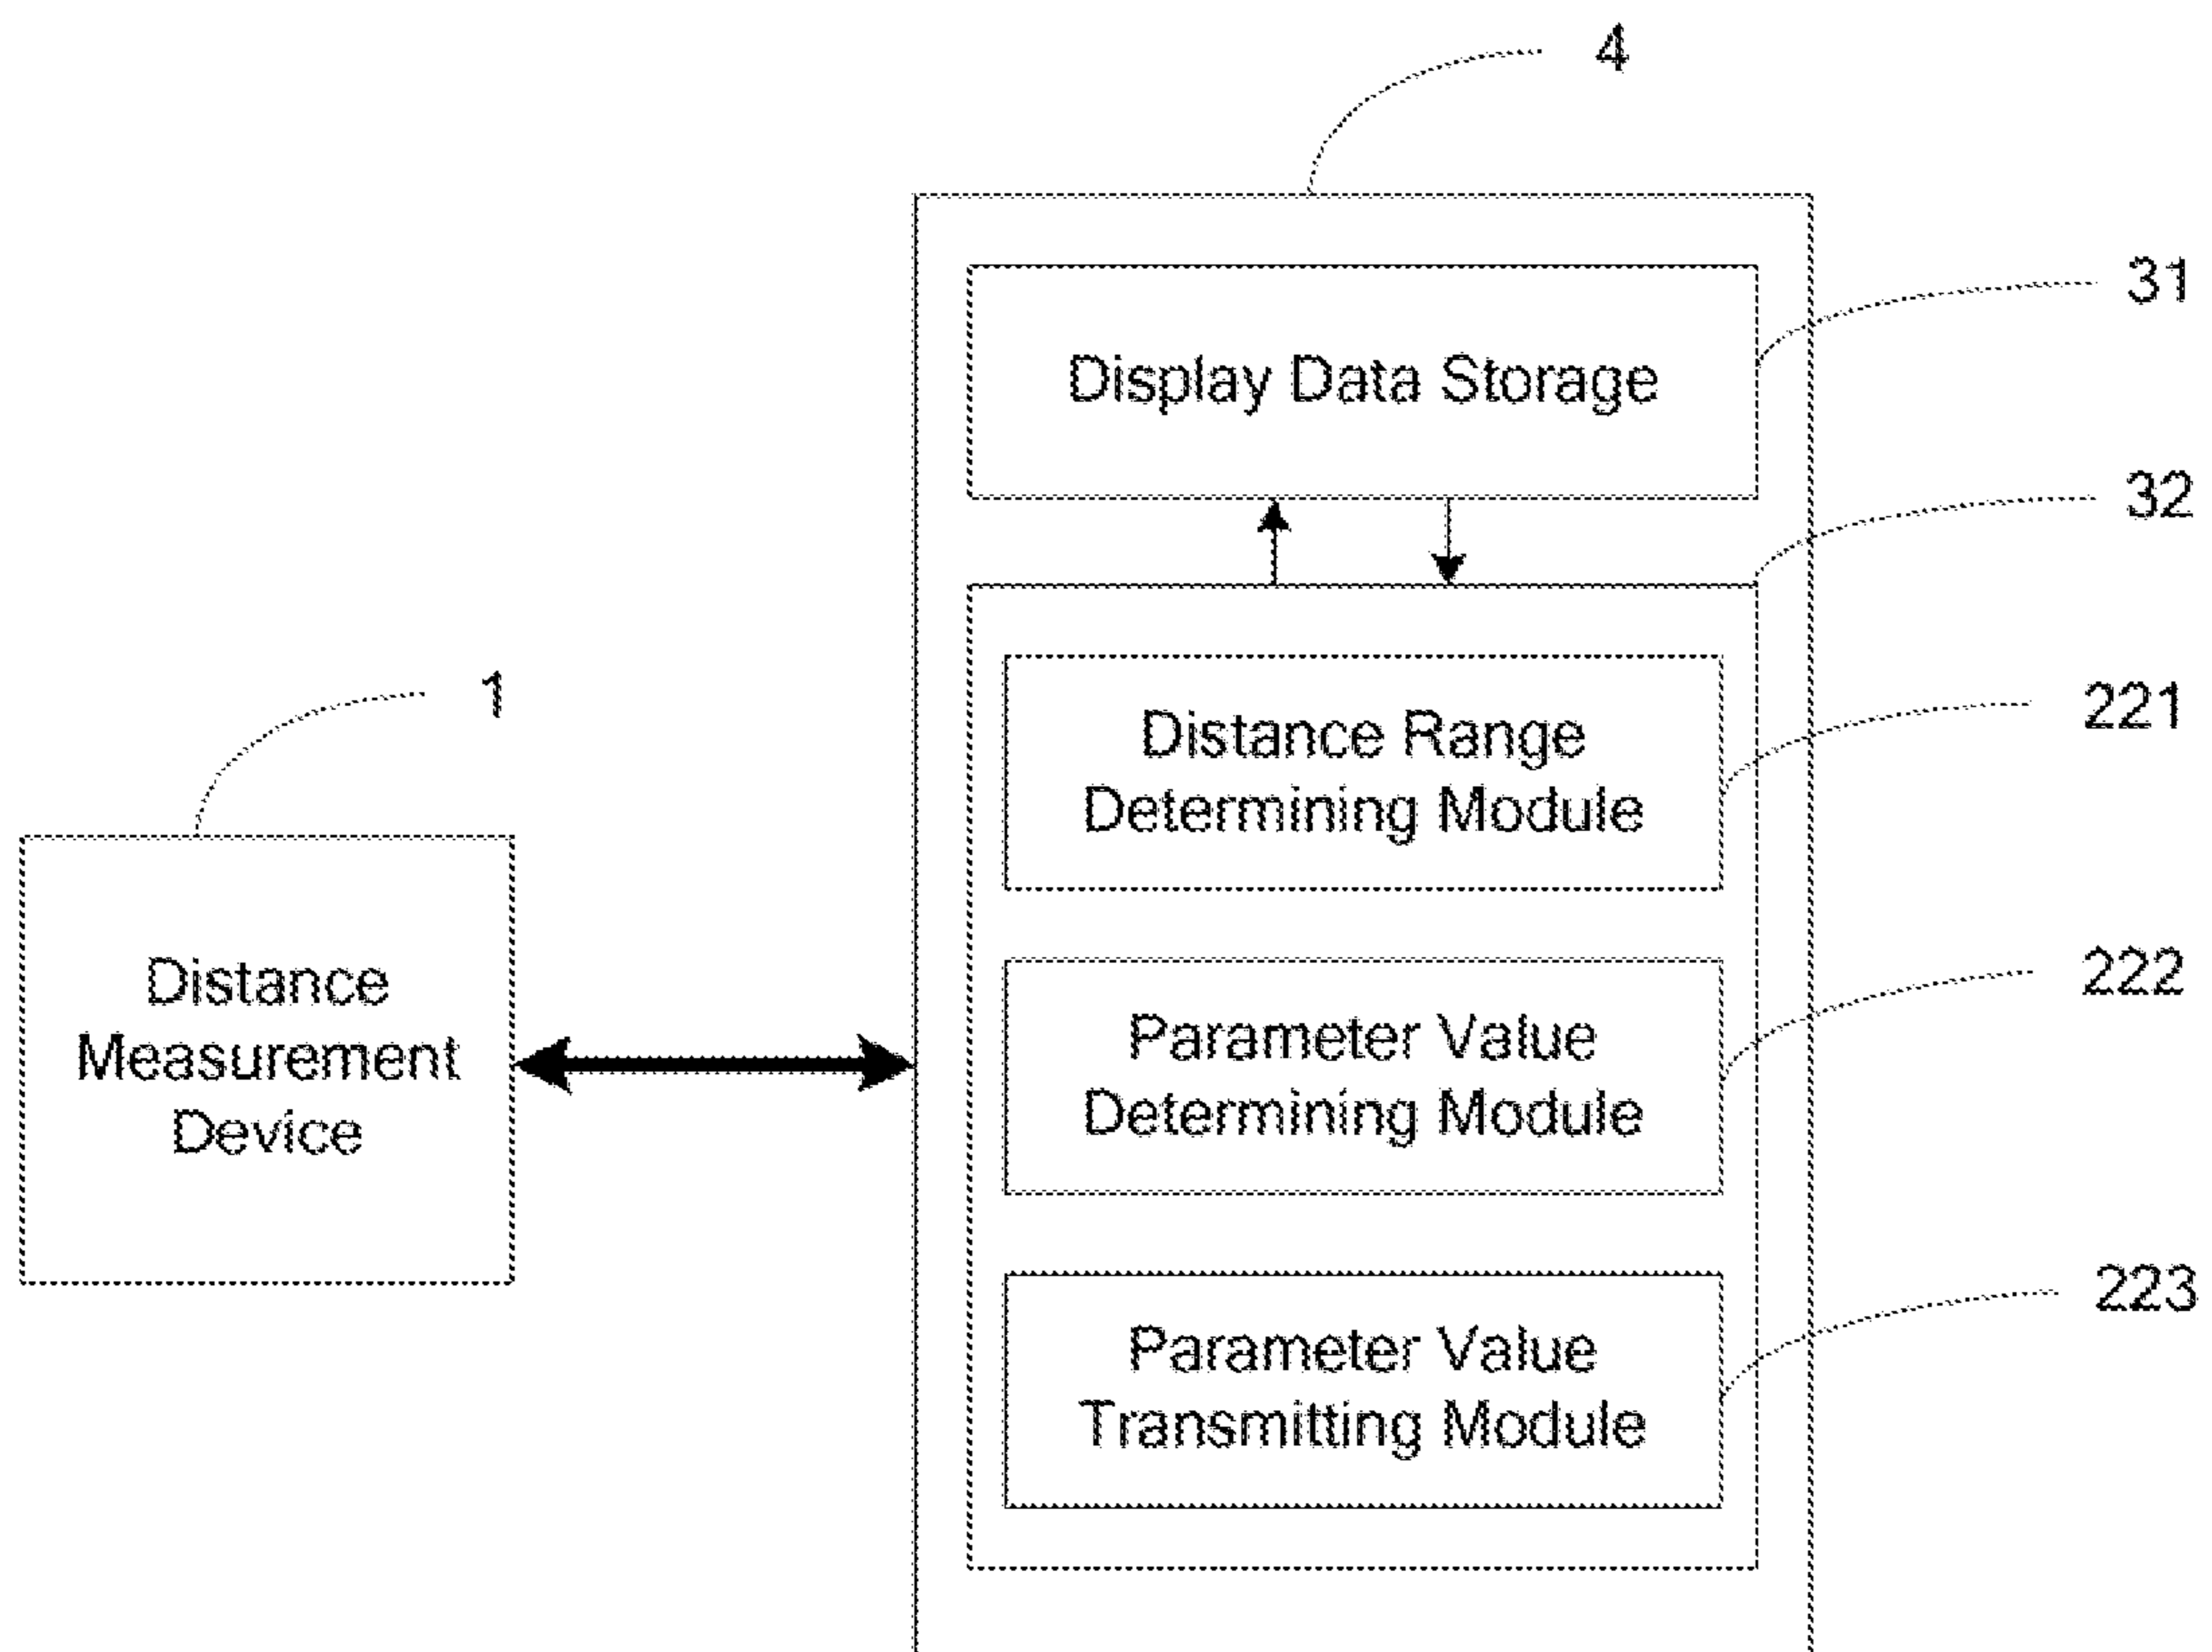 4
31
Display Data Storage
32
1
221
Distance Range
Determining Module
222
Distance
Measurement
Device
Parameter Value
Determining Module
223
Parameter Value
Transmitting Module